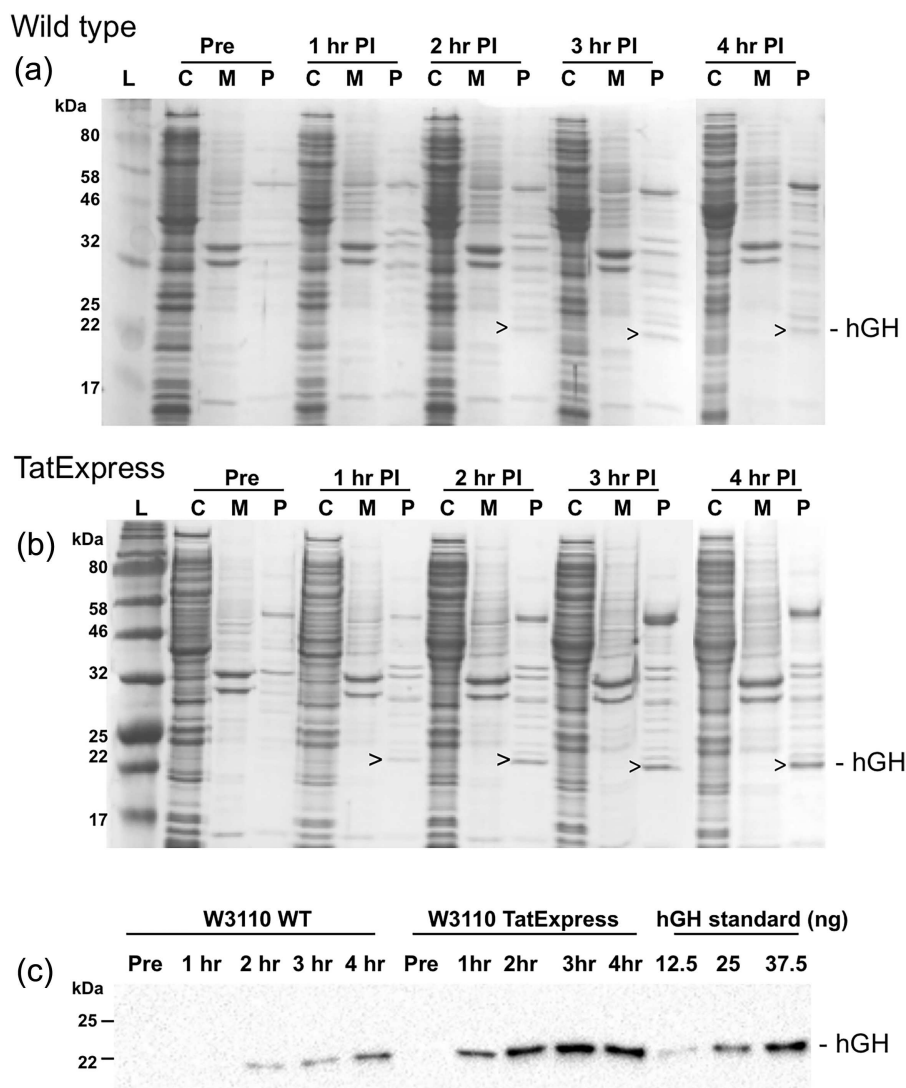 Wild type
(a)
Pre 1 hr PI 2 hr PI 3 hr PI 4 hr PI
L C M P C M P C M P C M P C M P
kDa
80
58
46
32
25
22
17
>
>
>
- hGH
TatExpress
(b)
Pre 1 hr PI 2 hr PI 3 hr PI 4 hr PI
L C M P C M P C M P C M P C M P
kDa
80
58
46
32
25
22
17
>
>
>
>
- hGH
(c)
W3110 WT W3110 TatExpress hGH standard (ng)
Pre 1 hr 2 hr 3 hr 4 hr Pre 1hr 2hr 3hr 4hr 12.5 25 37.5
kDa
25
22
- hGH